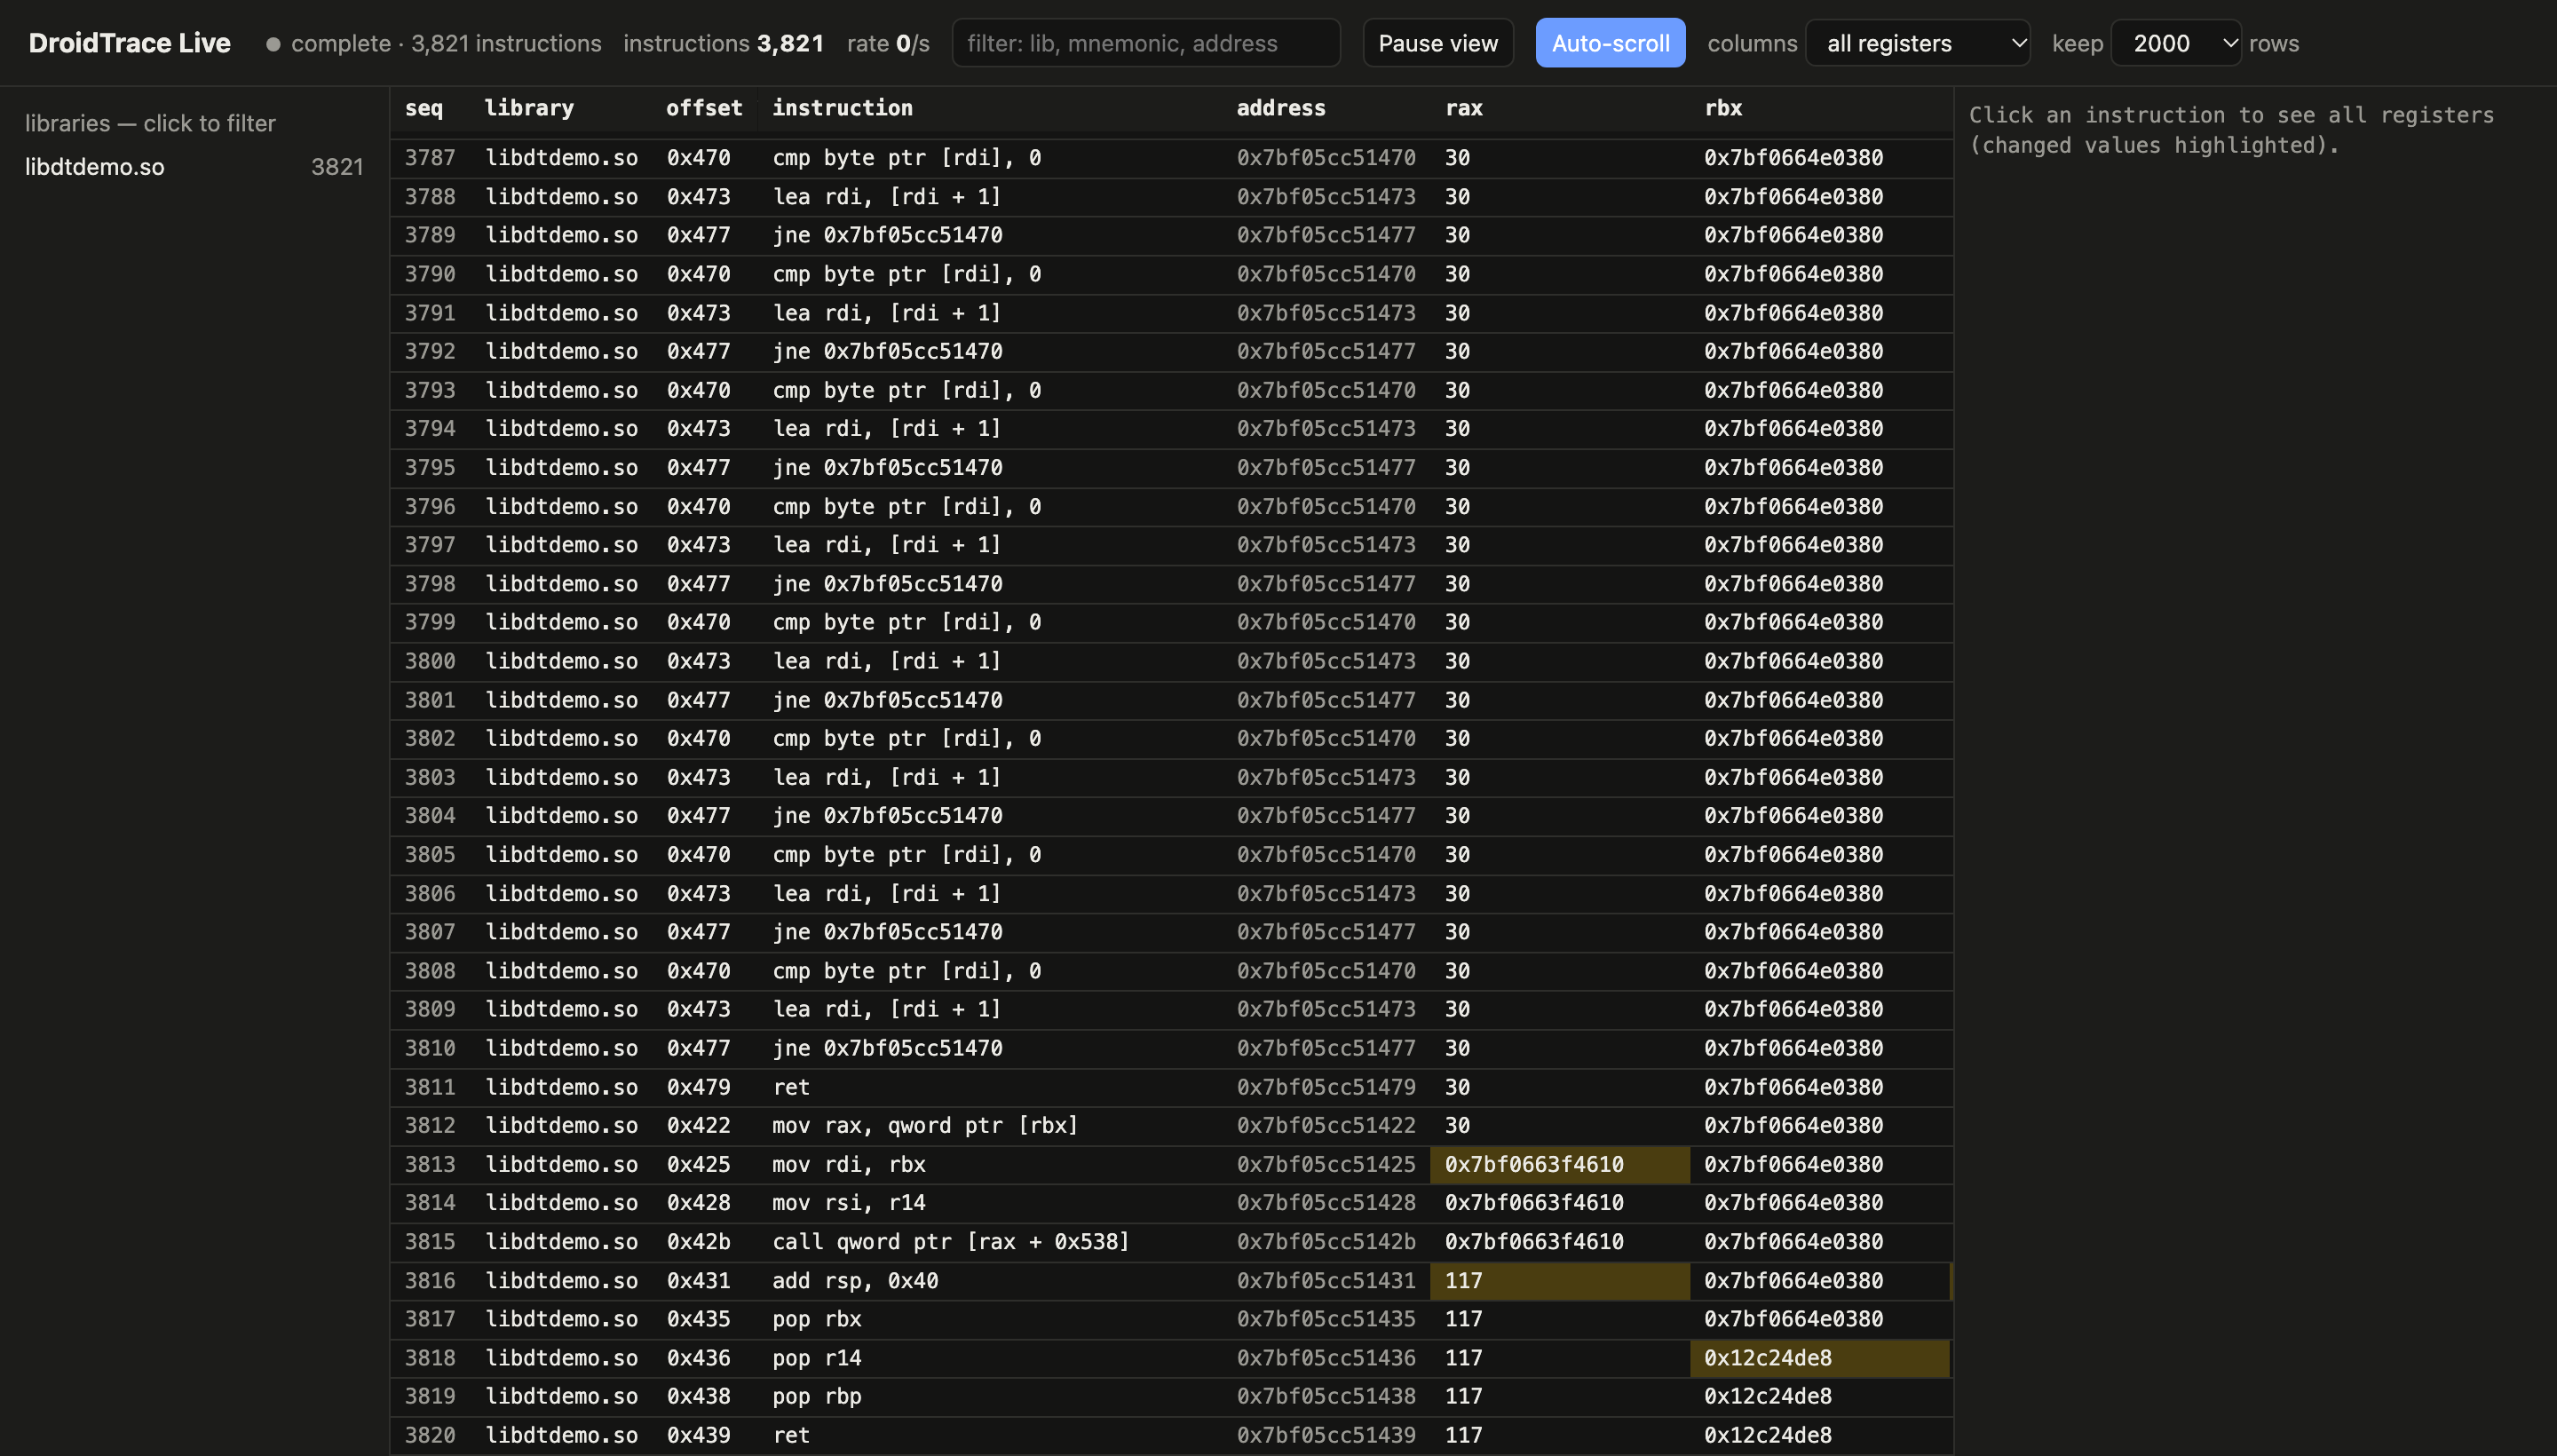 DroidTrace Live ● complete · 3,821 instructions instructions 3,821 rate 0/s filter: lib, mnemonic, address Pause view Auto-scroll columns all registers keep 2000 rows
libraries — click to filter
libdtdemo.so 3821
seq library offset instruction address rax rbx
3787 libdtdemo.so 0x470 cmp byte ptr [rdi], 0 0x7bf05cc51470 30 0x7bf0664e0380
3788 libdtdemo.so 0x473 lea rdi, [rdi + 1] 0x7bf05cc51473 30 0x7bf0664e0380
3789 libdtdemo.so 0x477 jne 0x7bf05cc51470 0x7bf05cc51477 30 0x7bf0664e0380
3790 libdtdemo.so 0x470 cmp byte ptr [rdi], 0 0x7bf05cc51470 30 0x7bf0664e0380
3791 libdtdemo.so 0x473 lea rdi, [rdi + 1] 0x7bf05cc51473 30 0x7bf0664e0380
3792 libdtdemo.so 0x477 jne 0x7bf05cc51470 0x7bf05cc51477 30 0x7bf0664e0380
3793 libdtdemo.so 0x470 cmp byte ptr [rdi], 0 0x7bf05cc51470 30 0x7bf0664e0380
3794 libdtdemo.so 0x473 lea rdi, [rdi + 1] 0x7bf05cc51473 30 0x7bf0664e0380
3795 libdtdemo.so 0x477 jne 0x7bf05cc51470 0x7bf05cc51477 30 0x7bf0664e0380
3796 libdtdemo.so 0x470 cmp byte ptr [rdi], 0 0x7bf05cc51470 30 0x7bf0664e0380
3797 libdtdemo.so 0x473 lea rdi, [rdi + 1] 0x7bf05cc51473 30 0x7bf0664e0380
3798 libdtdemo.so 0x477 jne 0x7bf05cc51470 0x7bf05cc51477 30 0x7bf0664e0380
3799 libdtdemo.so 0x470 cmp byte ptr [rdi], 0 0x7bf05cc51470 30 0x7bf0664e0380
3800 libdtdemo.so 0x473 lea rdi, [rdi + 1] 0x7bf05cc51473 30 0x7bf0664e0380
3801 libdtdemo.so 0x477 jne 0x7bf05cc51470 0x7bf05cc51477 30 0x7bf0664e0380
3802 libdtdemo.so 0x470 cmp byte ptr [rdi], 0 0x7bf05cc51470 30 0x7bf0664e0380
3803 libdtdemo.so 0x473 lea rdi, [rdi + 1] 0x7bf05cc51473 30 0x7bf0664e0380
3804 libdtdemo.so 0x477 jne 0x7bf05cc51470 0x7bf05cc51477 30 0x7bf0664e0380
3805 libdtdemo.so 0x470 cmp byte ptr [rdi], 0 0x7bf05cc51470 30 0x7bf0664e0380
3806 libdtdemo.so 0x473 lea rdi, [rdi + 1] 0x7bf05cc51473 30 0x7bf0664e0380
3807 libdtdemo.so 0x477 jne 0x7bf05cc51470 0x7bf05cc51477 30 0x7bf0664e0380
3808 libdtdemo.so 0x470 cmp byte ptr [rdi], 0 0x7bf05cc51470 30 0x7bf0664e0380
3809 libdtdemo.so 0x473 lea rdi, [rdi + 1] 0x7bf05cc51473 30 0x7bf0664e0380
3810 libdtdemo.so 0x477 jne 0x7bf05cc51470 0x7bf05cc51477 30 0x7bf0664e0380
3811 libdtdemo.so 0x479 ret 0x7bf05cc51479 30 0x7bf0664e0380
3812 libdtdemo.so 0x422 mov rax, qword ptr [rbx] 0x7bf05cc51422 30 0x7bf0664e0380
3813 libdtdemo.so 0x425 mov rdi, rbx 0x7bf05cc51425 0x7bf0663f4610 0x7bf0664e0380
3814 libdtdemo.so 0x428 mov rsi, r14 0x7bf05cc51428 0x7bf0663f4610 0x7bf0664e0380
3815 libdtdemo.so 0x42b call qword ptr [rax + 0x538] 0x7bf05cc5142b 0x7bf0663f4610 0x7bf0664e0380
3816 libdtdemo.so 0x431 add rsp, 0x40 0x7bf05cc51431 117 0x7bf0664e0380
3817 libdtdemo.so 0x435 pop rbx 0x7bf05cc51435 117 0x7bf0664e0380
3818 libdtdemo.so 0x436 pop r14 0x7bf05cc51436 117 0x12c24de8
3819 libdtdemo.so 0x438 pop rbp 0x7bf05cc51438 117 0x12c24de8
3820 libdtdemo.so 0x439 ret 0x7bf05cc51439 117 0x12c24de8
Click an instruction to see all registers
(changed values highlighted).